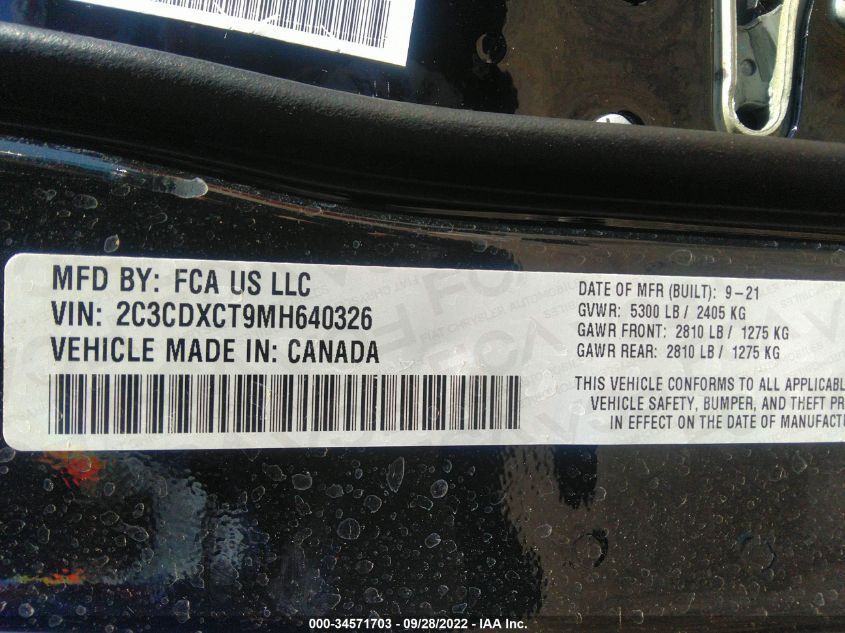 MFD BY: FCA US LLC
VIN: 2C3CDXCT9MH640326
VEHICLE MADE IN: CANADA
DATE OF MFR (BUILT): 9-21
GVWR: 5300 LB / 2405 KG
GAWR FRONT: 2810 LB / 1275 KG
GAWR REAR: 2810 LB / 1275 KG
THIS VEHICLE CONFORMS TO ALL APPLICABL
VEHICLE SAFETY, BUMPER, AND THEFT PR
IN EFFECT ON THE DATE OF MANUFACT
000-34571703 - 09/28/2022 - IAA Inc.